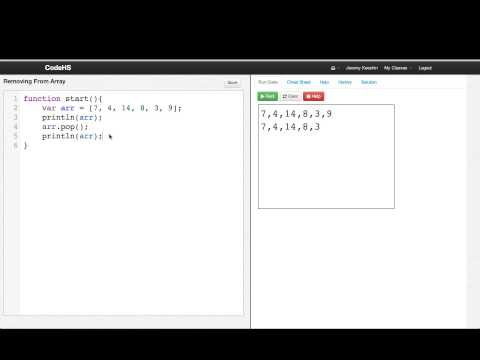 CodeHS
Jeremy Keeshin
My Classes
Logout
Removing From Array
Save
Run Code
Cheat Sheet
Help
History
Solution
Run
Clear
Help
1 function start(){
2 var arr = [7, 4, 14, 8, 3, 9];
3 println(arr);
4 arr.pop();
5 println(arr);
6 }
7,4,14,8,3,9
7,4,14,8,3